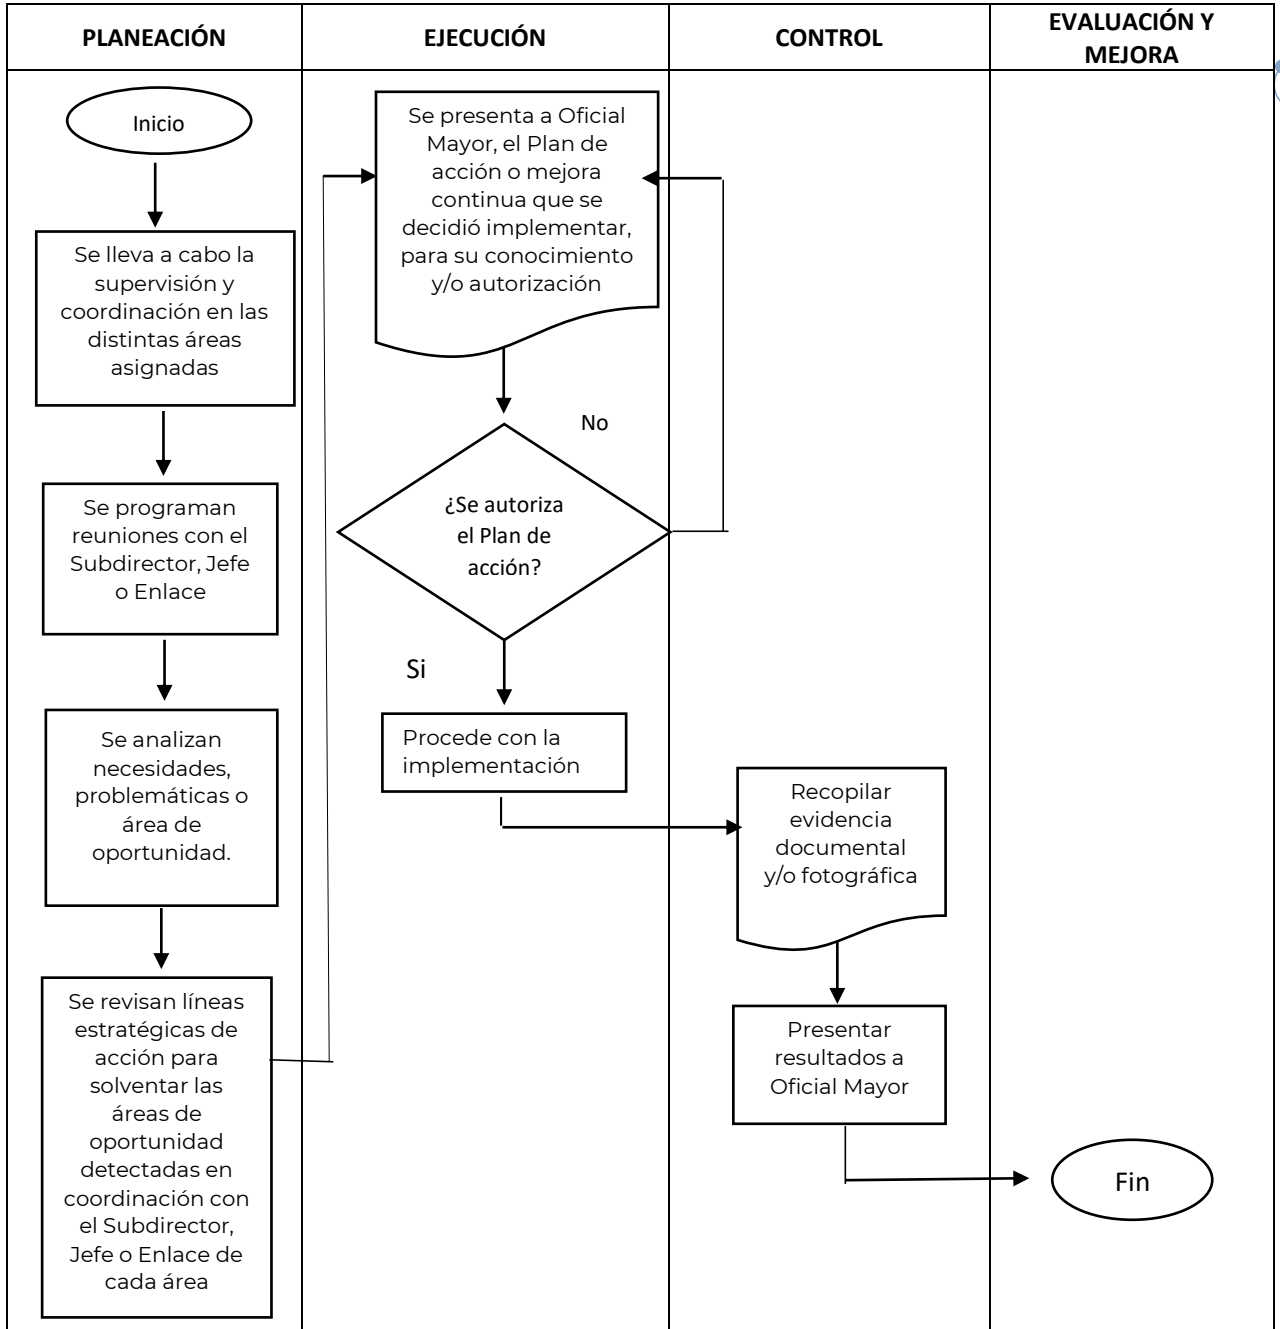 PLANEACIÓN
EJECUCIÓN
CONTROL
EVALUACIÓN Y
MEJORA
Inicio
Se lleva a cabo la
supervisión y
coordinación en las
distintas áreas
asignadas
Se programan
reuniones con el
Subdirector, Jefe
o Enlace
Se analizan
necesidades,
problemáticas o
área de
oportunidad.
Se revisan líneas
estratégicas de
acción para
solventar las
áreas de
oportunidad
detectadas en
coordinación con
el Subdirector,
Jefe o Enlace de
cada área
Se presenta a Oficial
Mayor, el Plan de
acción o mejora
continua que se
decidió implementar,
para su conocimiento
y/o autorización
No
¿Se autoriza
el Plan de
acción?
Si
Procede con la
implementación
Recopilar
evidencia
documental
y/o fotográfica
Presentar
resultados a
Oficial Mayor
Fin